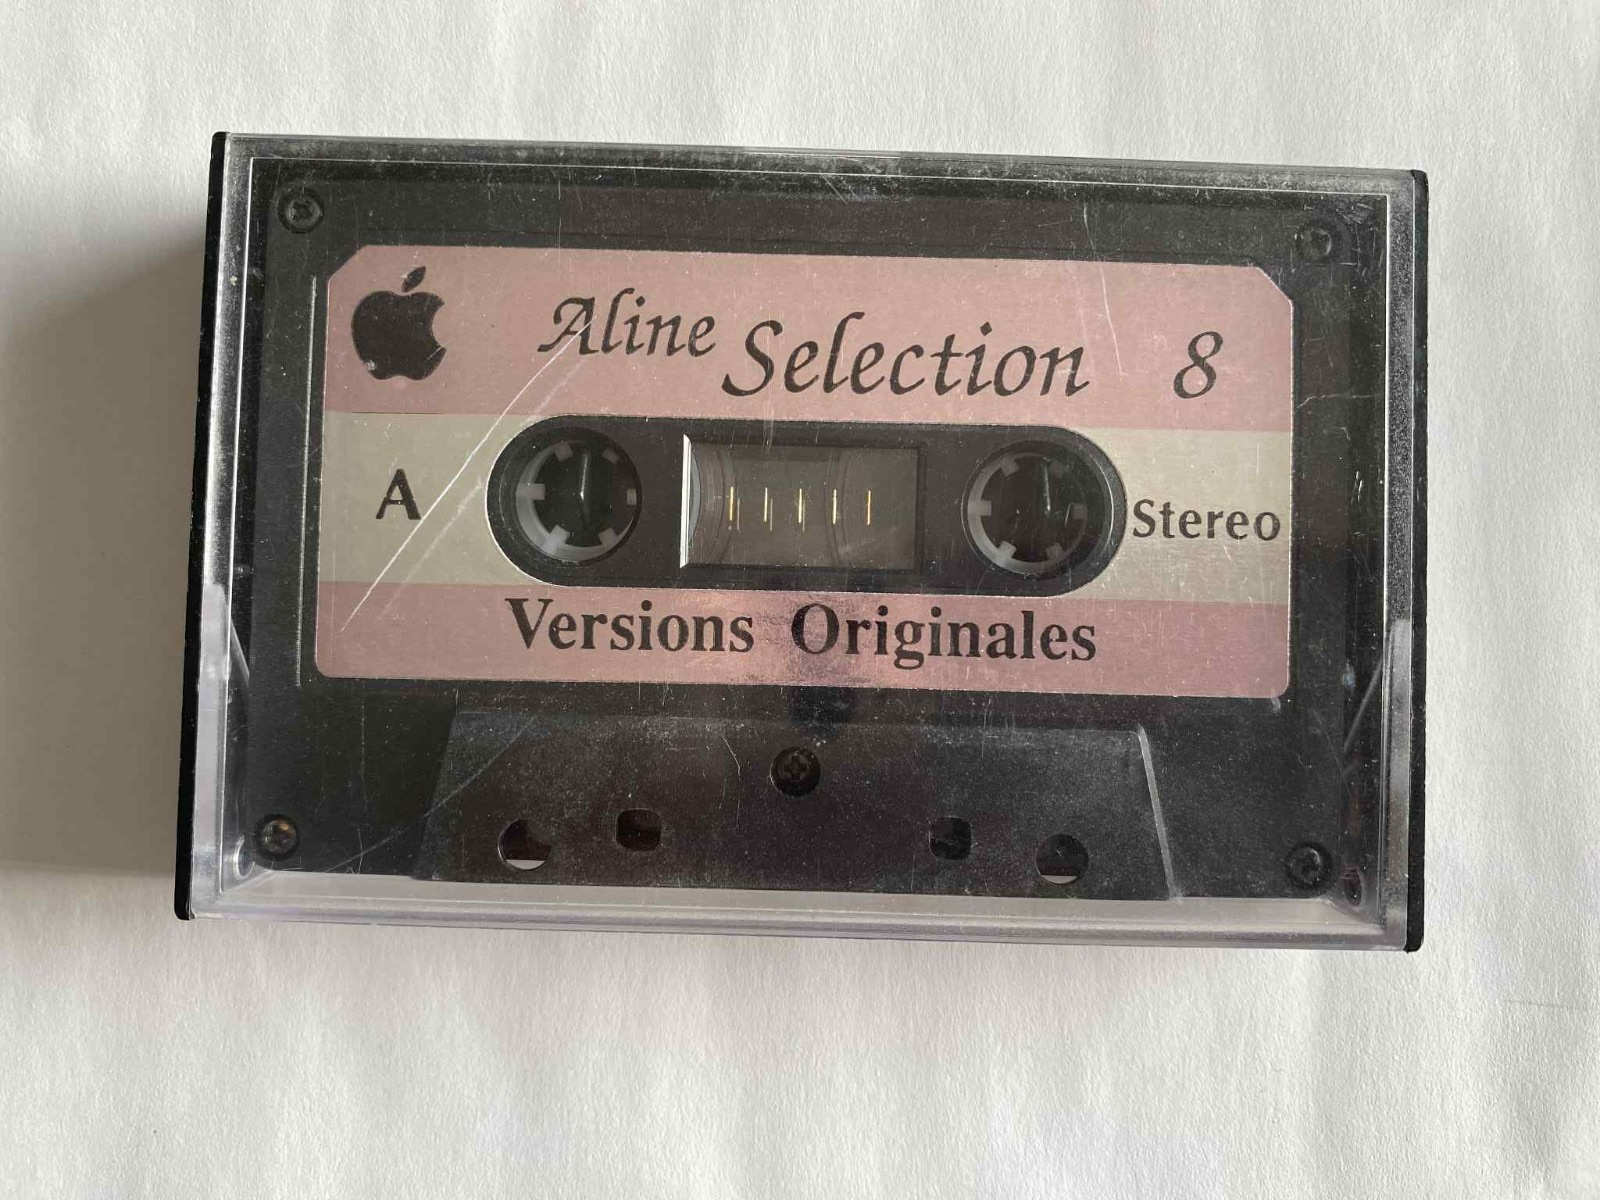 Aline Selection 8
A
Stereo
Versions Originales